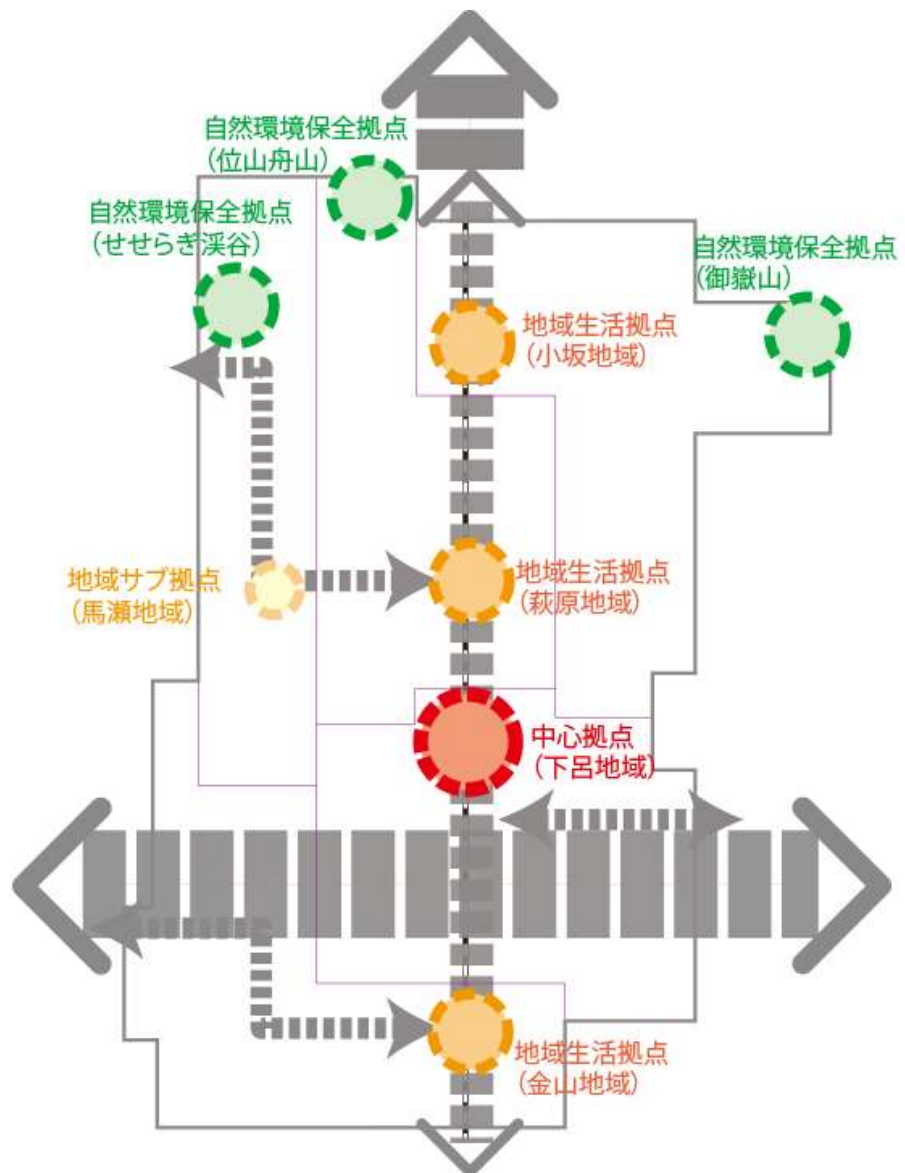 自然環境保全拠点
（位山舟山）
自然環境保全拠点
（せせらぎ渓谷）
自然環境保全拠点
（御嶽山）
地域生活拠点
（小坂地域）
地域サブ拠点
（馬瀬地域）
地域生活拠点
（萩原地域）
中心拠点
（下呂地域）
地域生活拠点
（金山地域）